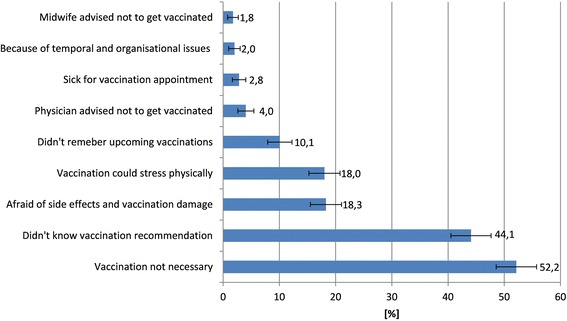 Midwife advised not to get vaccinated 1,8
Because of temporal and organisational issues 2,0
Sick for vaccination appointment 2,8
Physician advised not to get vaccinated 4,0
Didn't remeber upcoming vaccinations 10,1
Vaccination could stress physically 18,0
Afraid of side effects and vaccination damage 18,3
Didn't know vaccination recommendation 44,1
Vaccination not necessary 52,2
0 10 20 30 40 50 60
[%]